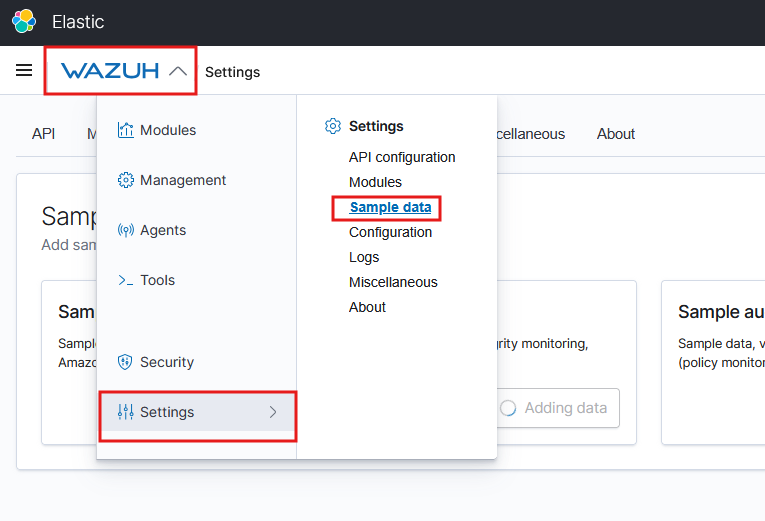 Elastic
WAZUH Settings
API M cellaneous About
Modules
Management
Agents
Tools
Security
Settings
Settings
API configuration
Modules
Sample data
Configuration
Logs
Miscellaneous
About
Samp
Add sam
Sam
Sampl
Amazo
grity monitoring,
Adding data
Sample au
Sample data, v
(policy monitor